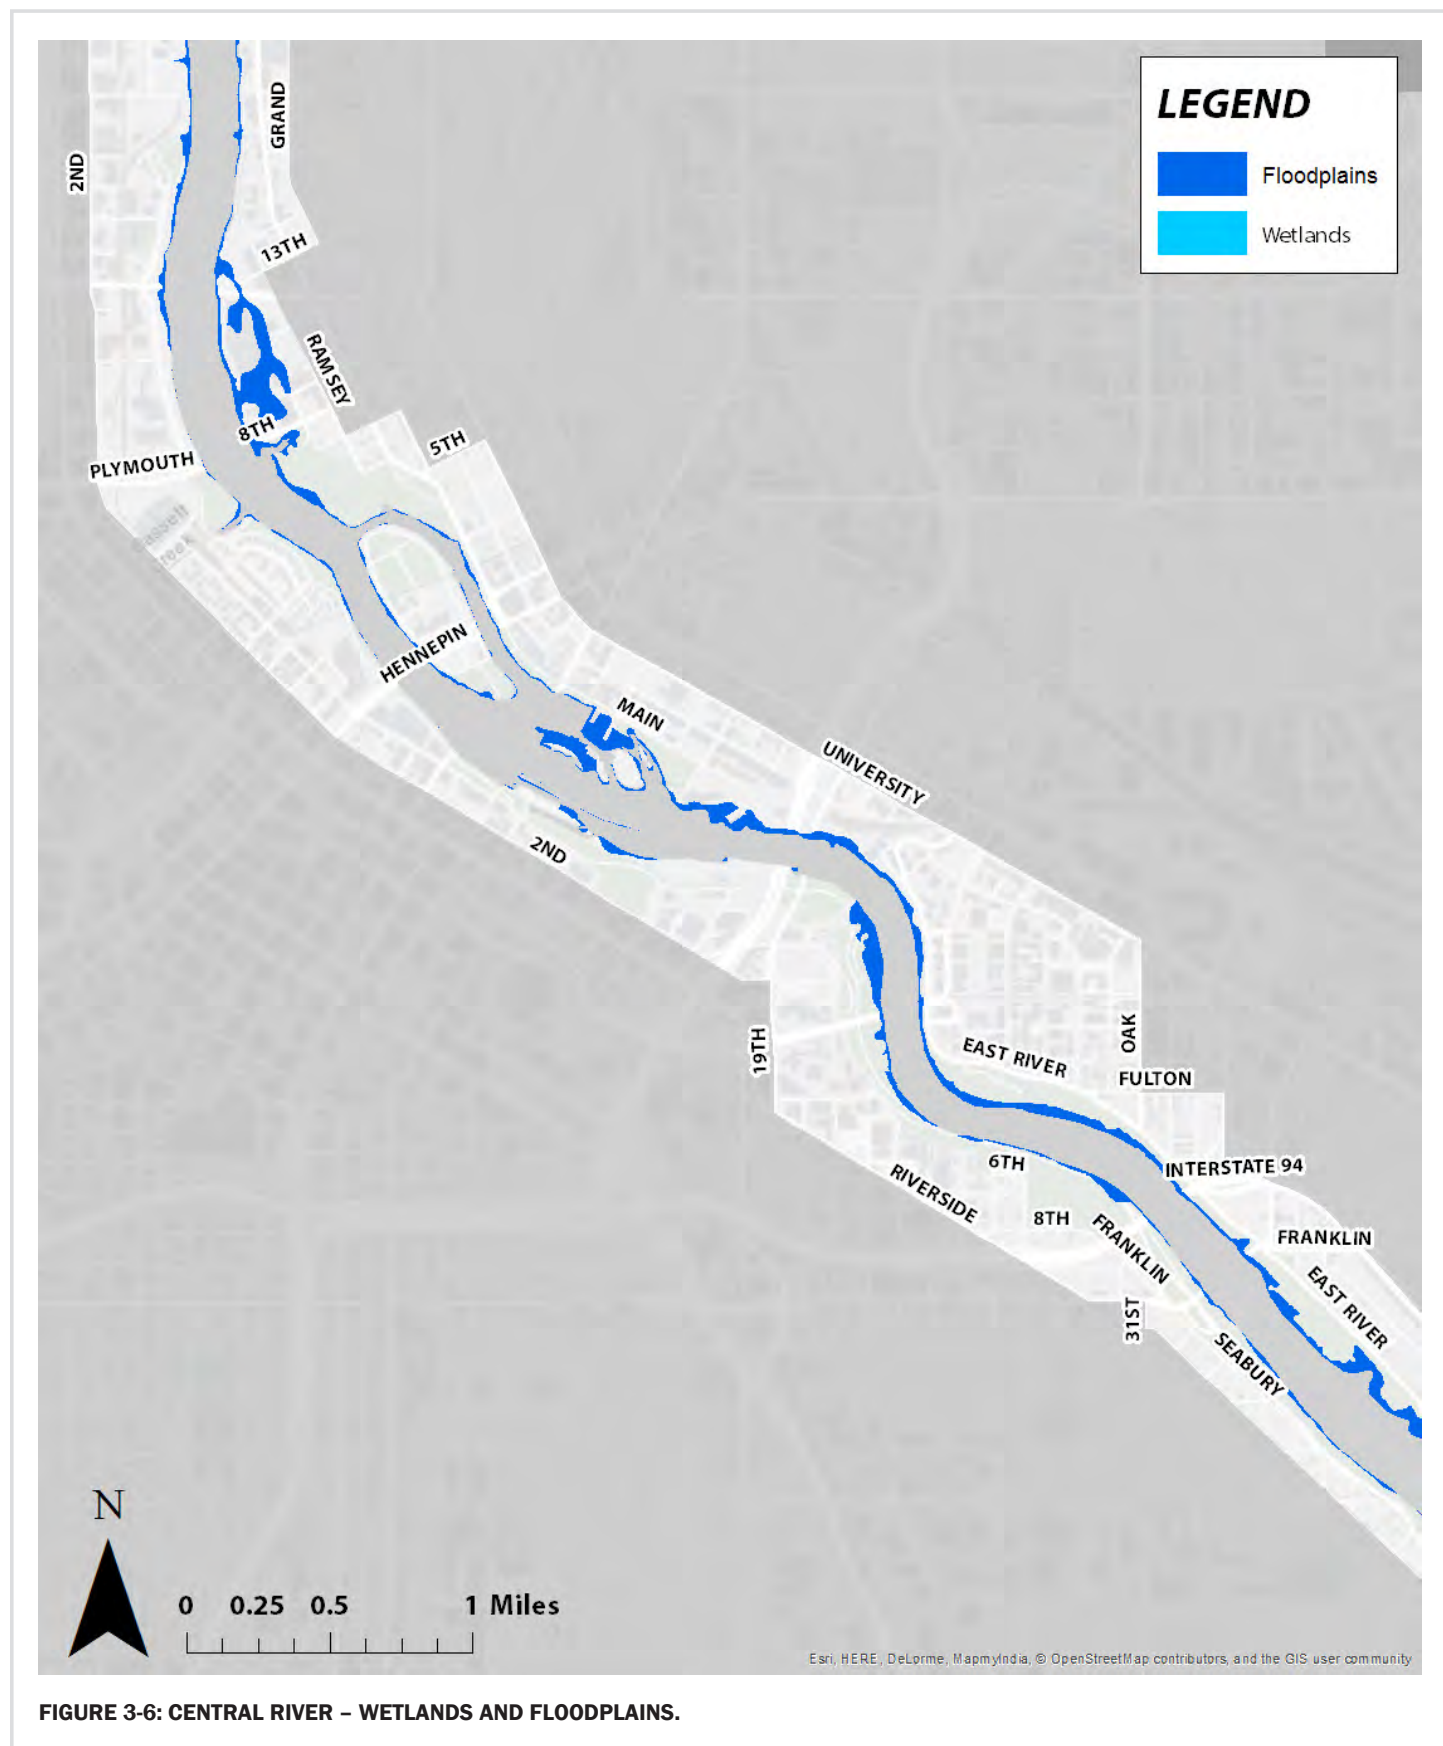 LEGEND
Floodplains
Wetlands
GRAND
2ND
13TH
RAMSEY
8TH
5TH
PLYMOUTH
Bassett
Creek
HENNEPIN
MAIN
UNIVERSITY
2ND
19TH
OAK
EAST RIVER
FULTON
INTERSTATE 94
6TH
RIVERSIDE
8TH
FRANKLIN
FRANKLIN
EAST RIVER
31ST
SEABURY
N
0 0.25 0.5 1 Miles
Esri, HERE, DeLorme, MapmyIndia, © OpenStreetMap contributors, and the GIS user community
FIGURE 3-6: CENTRAL RIVER – WETLANDS AND FLOODPLAINS.